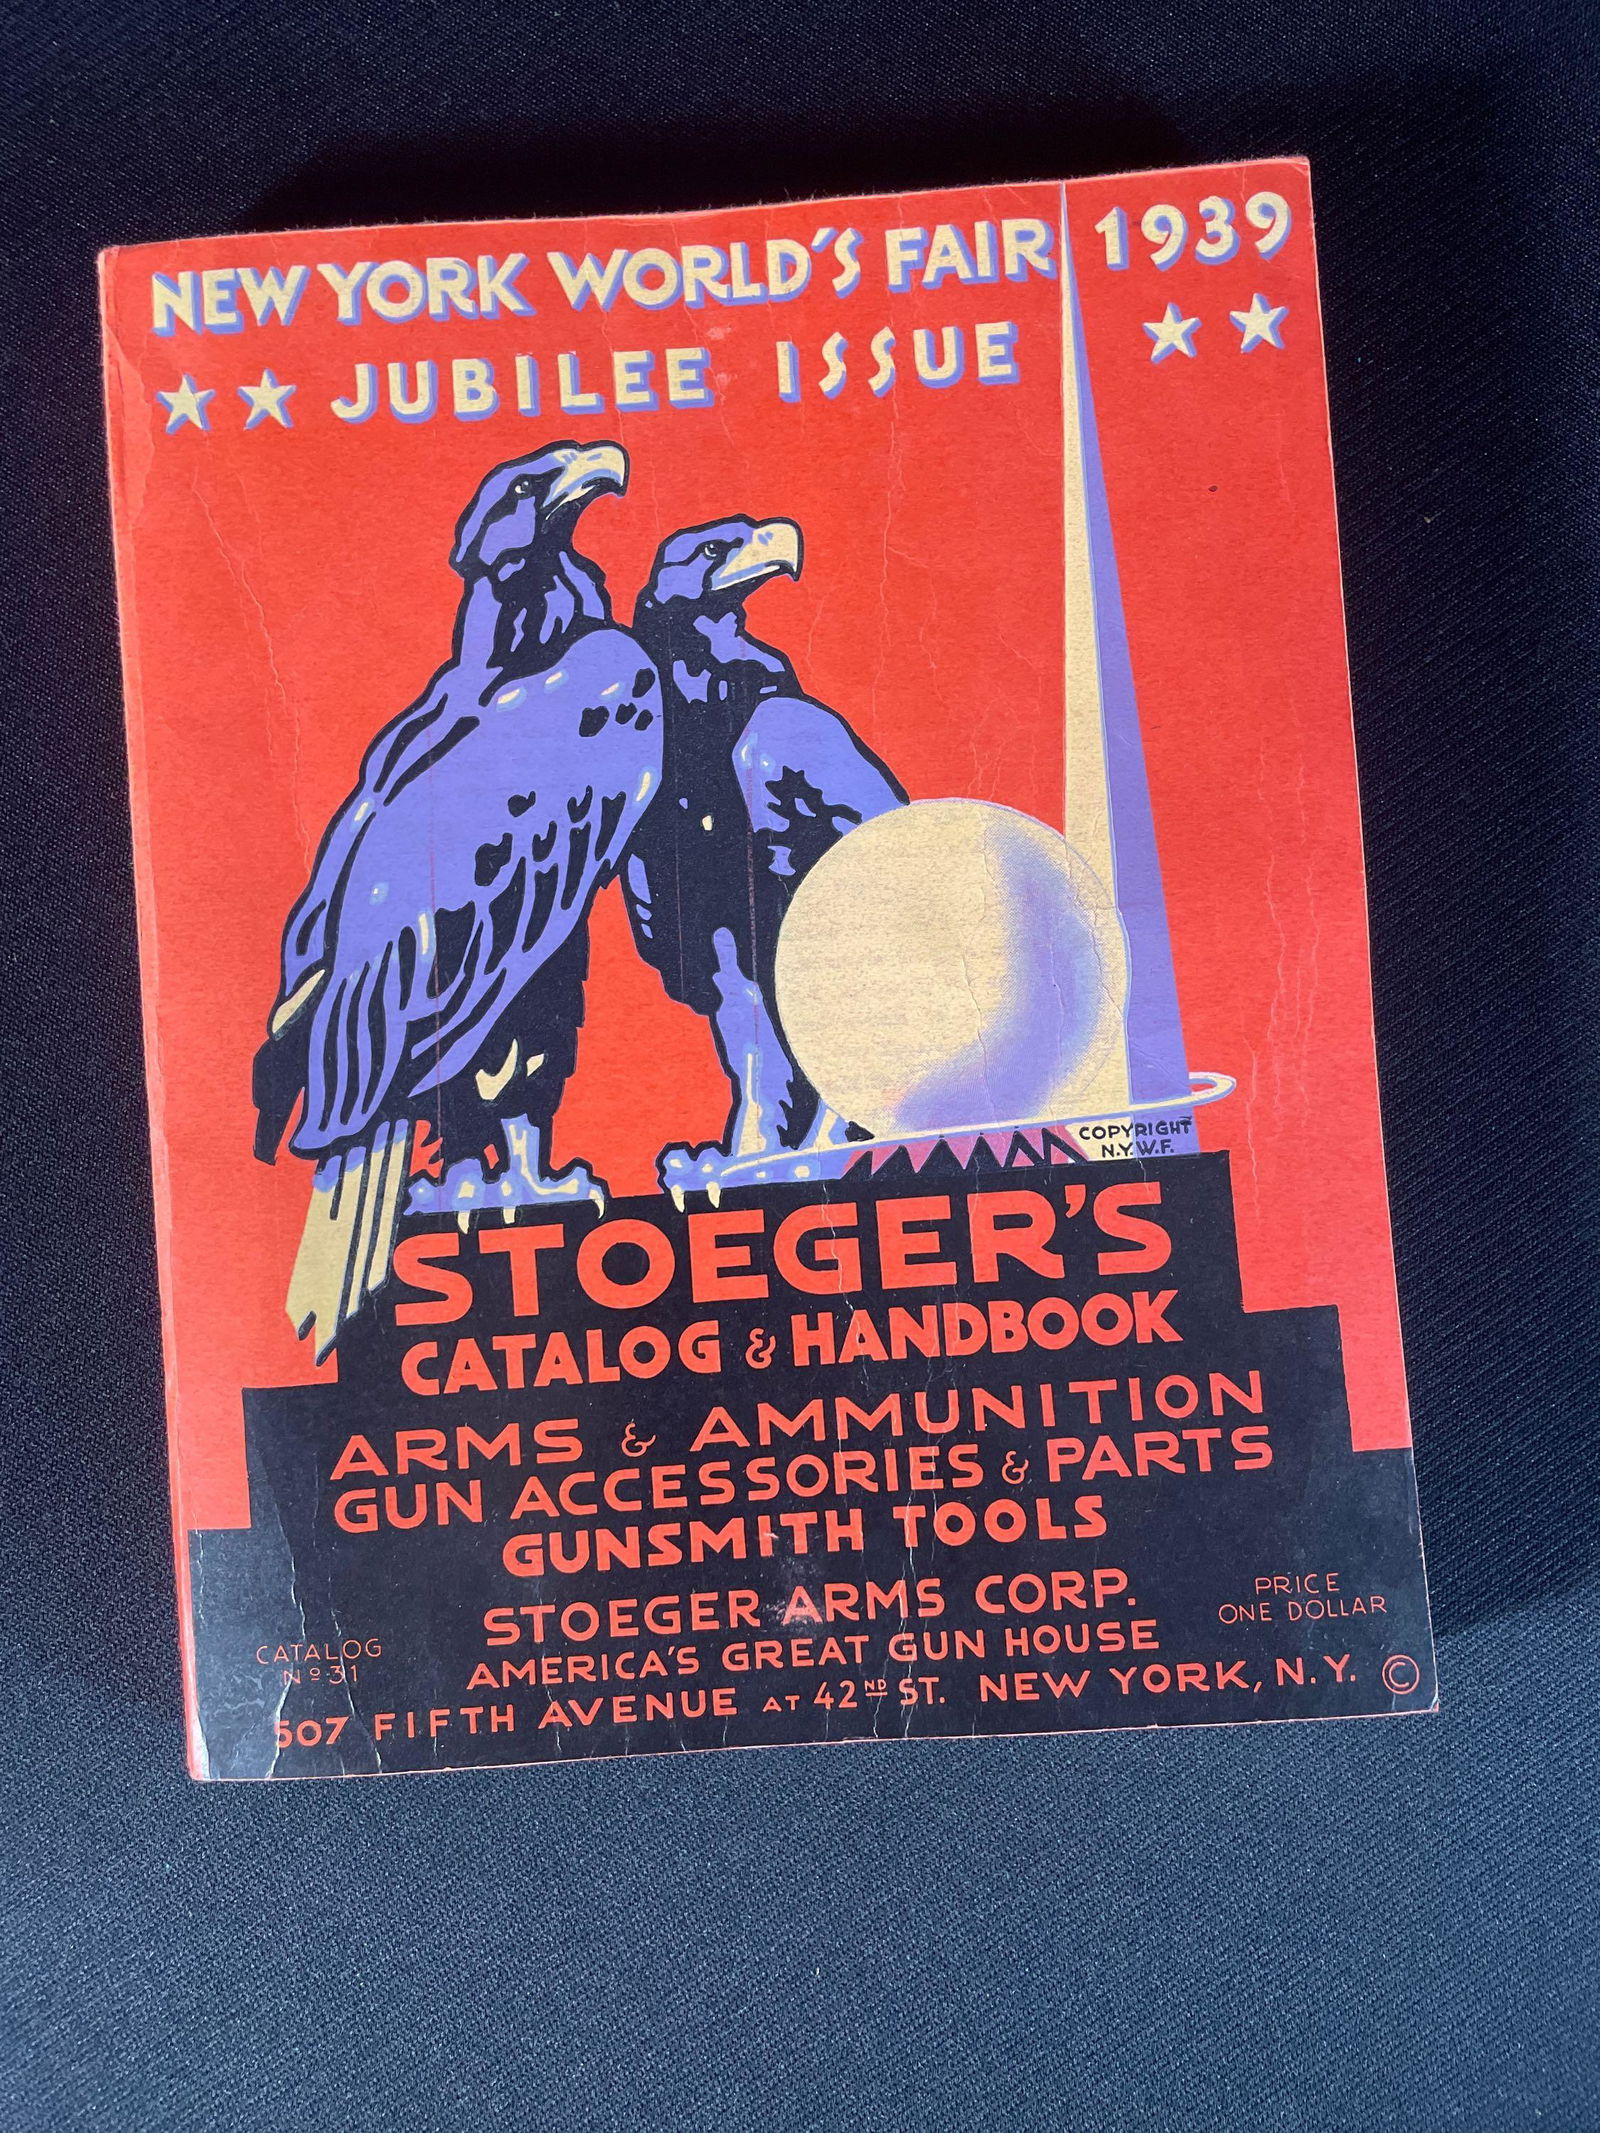 NEW YORK WORLD'S FAIR 1939
JUBILEE ISSUE
COPYRIGHT
N.Y.W.F.
STOEGER'S
CATALOG & HANDBOOK
ARMS & AMMUNITION
GUN ACCESSORIES & PARTS
GUNSMITH TOOLS
STOEGER ARMS CORP.
AMERICA'S GREAT GUN HOUSE
507 FIFTH AVENUE AT 42ND ST. NEW YORK, N.Y. ©
CATALOG
Nº 31
PRICE
ONE DOLLAR